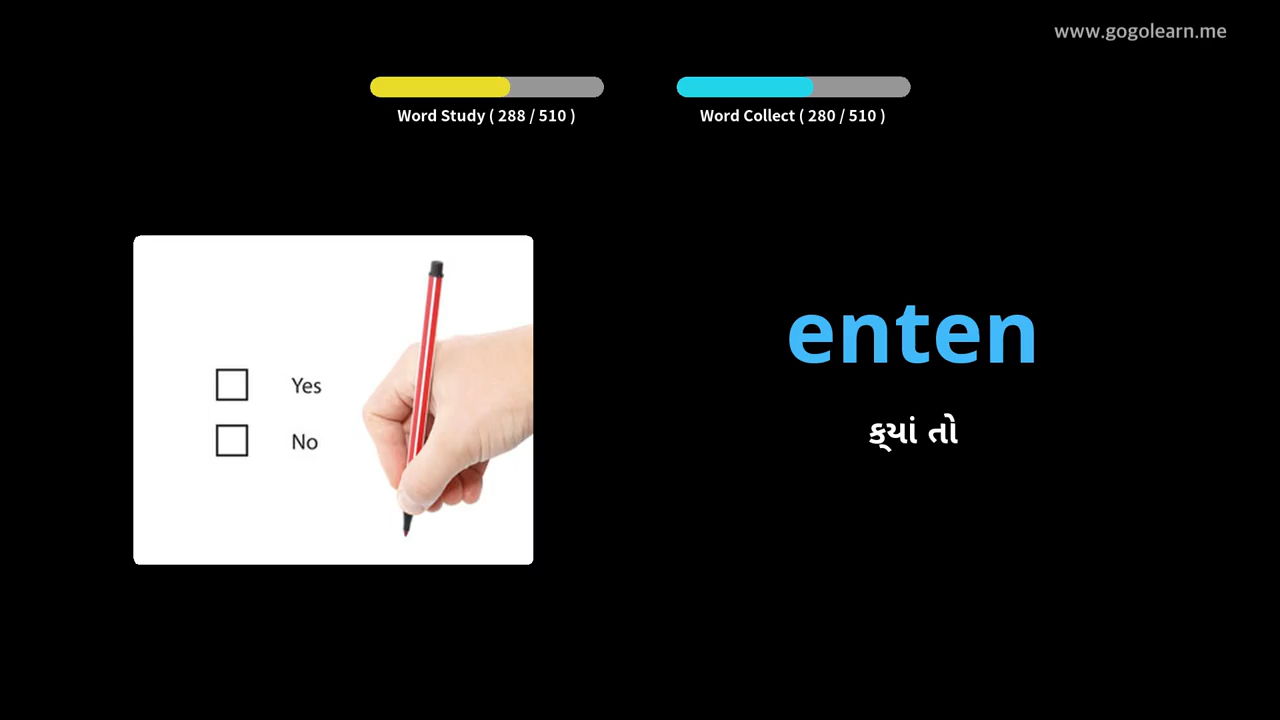 www.gogolearn.me
Word Study ( 288 / 510 )
Word Collect ( 280 / 510 )
Yes
No
enten
ક્યાં તો